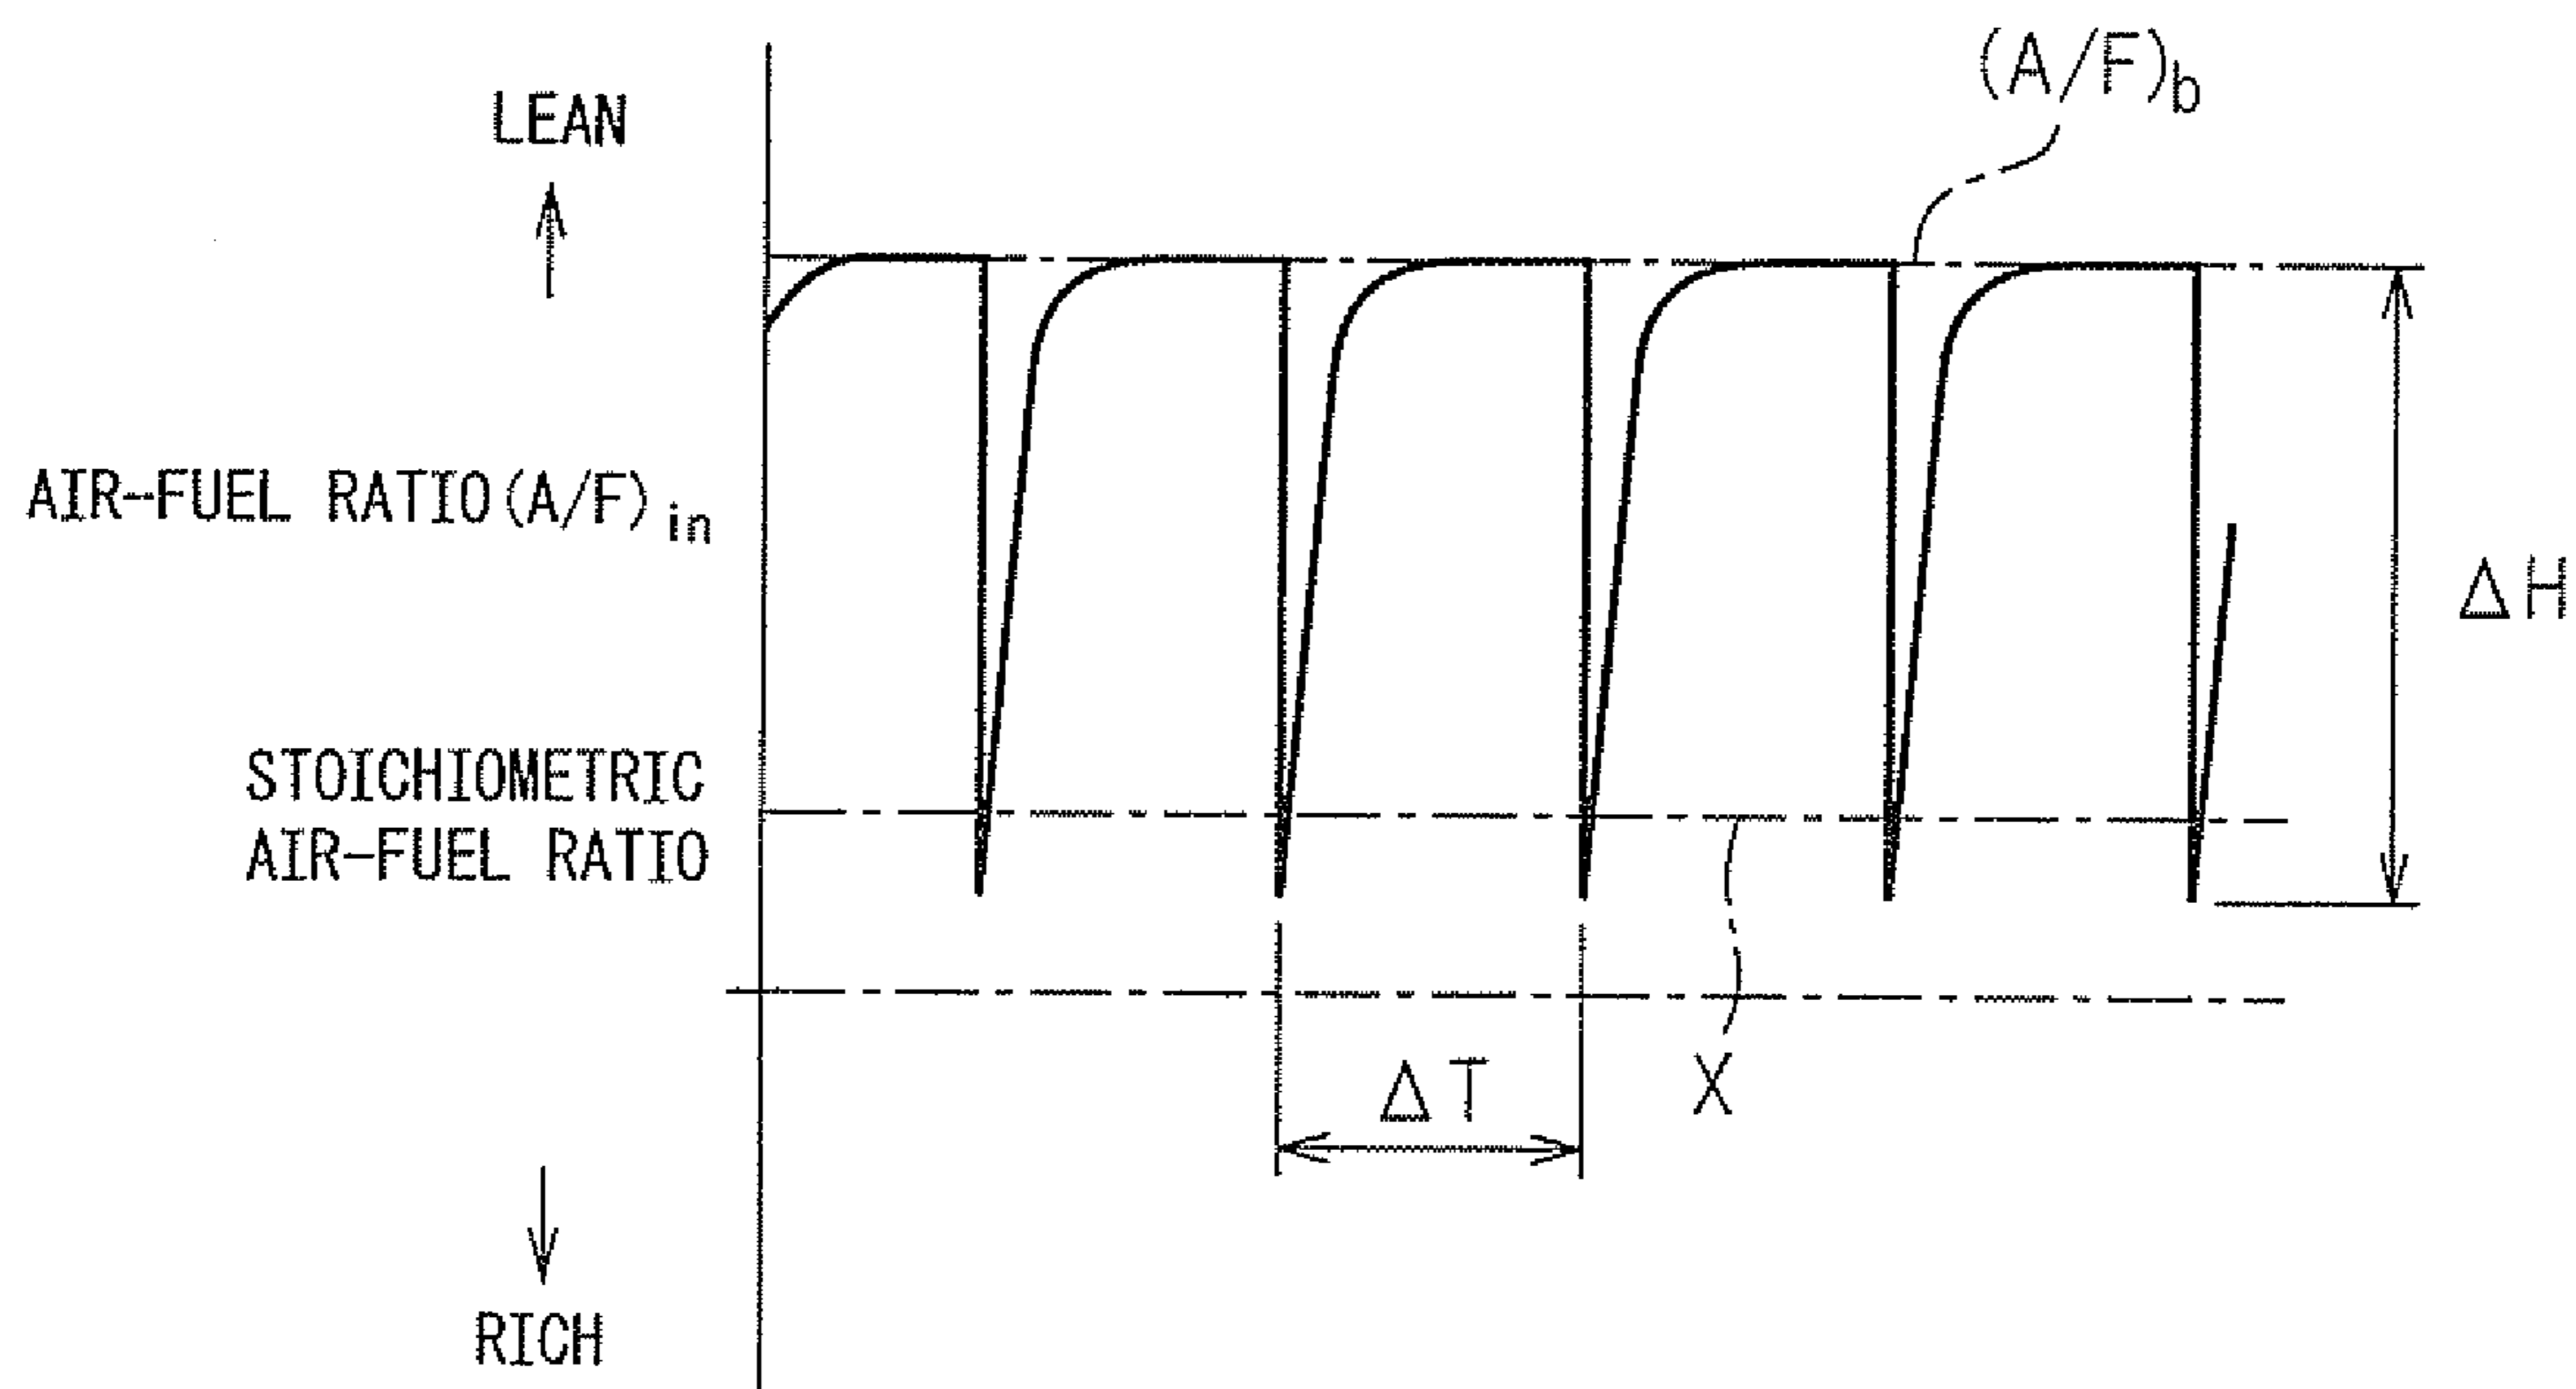 (A/F)b
LEAN
AIR-FUEL RATIO (A/F) in
ΔH
STOICHIOMETRIC
AIR-FUEL RATIO
ΔT
X
RICH